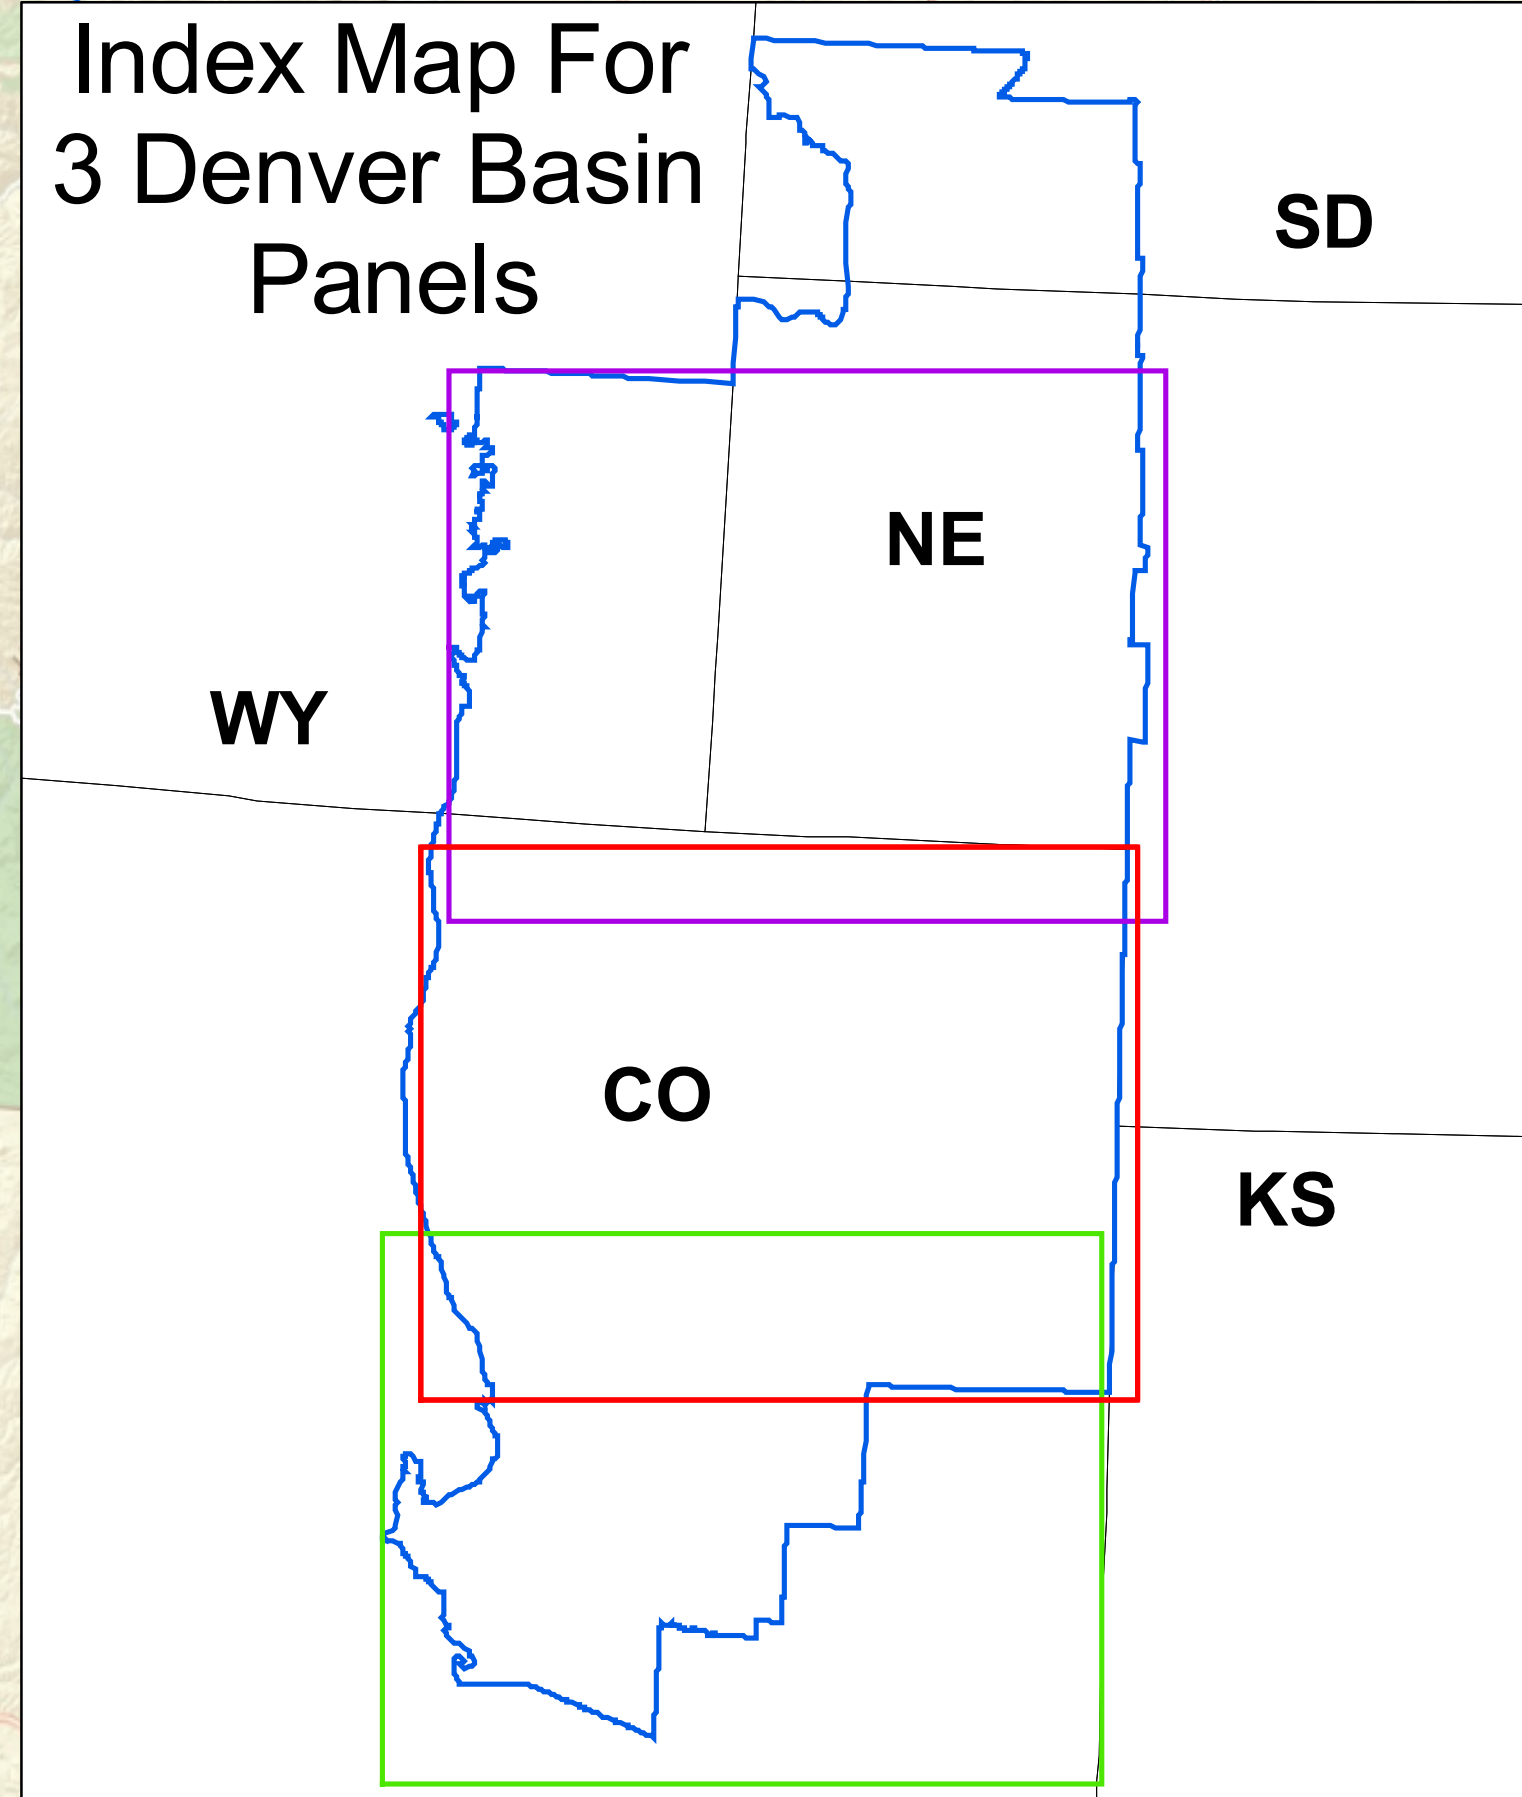 Index Map For
3 Denver Basin
Panels
SD
NE
WY
CO
KS